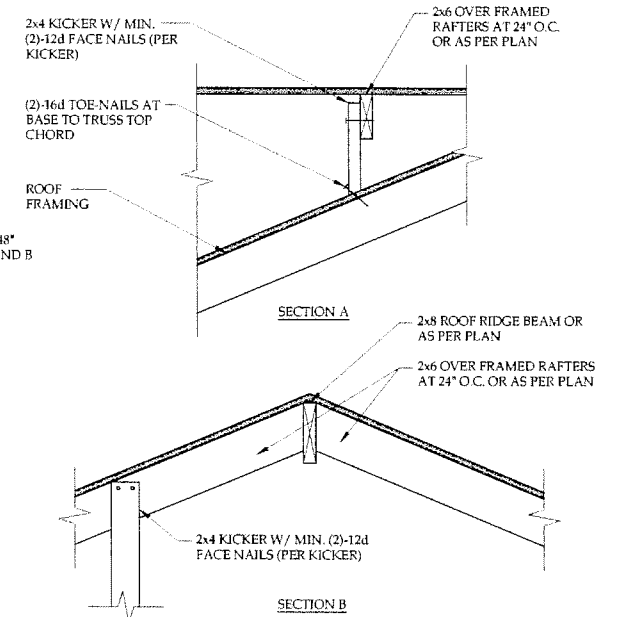 2x4 KICKER W/ MIN.
(2)-12d FACE NAILS (PER
KICKER)
2x6 OVER FRAMED
RAFTERS AT 24" O.C.
OR AS PER PLAN
(2)-16d TOE-NAILS AT
BASE TO TRUSS TOP
CHORD
ROOF
FRAMING
48"
ND B
SECTION A
2x8 ROOF RIDGE BEAM OR
AS PER PLAN
2x6 OVER FRAMED RAFTERS
AT 24" O.C. OR AS PER PLAN
2x4 KICKER W/ MIN. (2)-12d
FACE NAILS (PER KICKER)
SECTION B